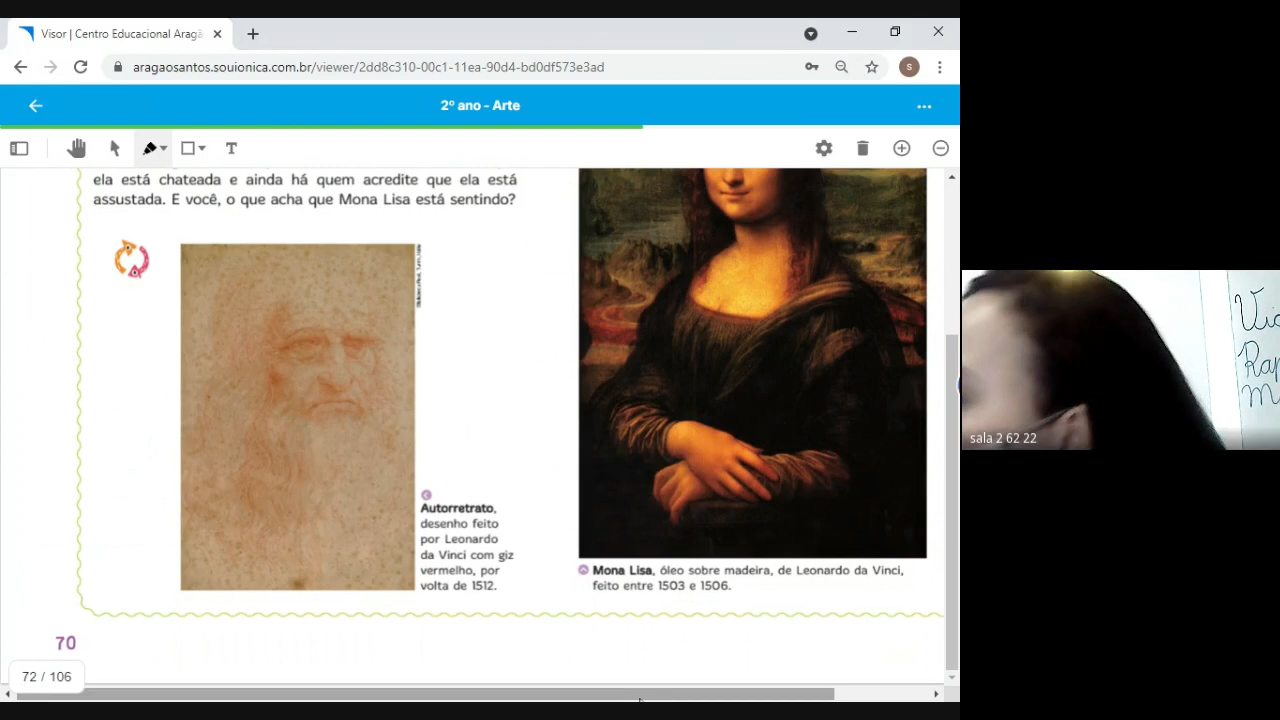 Visor | Centro Educacional Aragã
aragaosantos.souionica.com.br/viewer/2dd8c310-00c1-11ea-90d4-bd0df573e3ad
s
2º ano - Arte
T
ela está chateada e ainda há quem acredite que ela está
assustada. E você, o que acha que Mona Lisa está sentindo?
Autorretrato,
desenho feito
por Leonardo
da Vinci com giz
vermelho, por
volta de 1512.
Mona Lisa, óleo sobre madeira, de Leonardo da Vinci,
feito entre 1503 e 1506.
70
72 / 106
sala 2 62 22